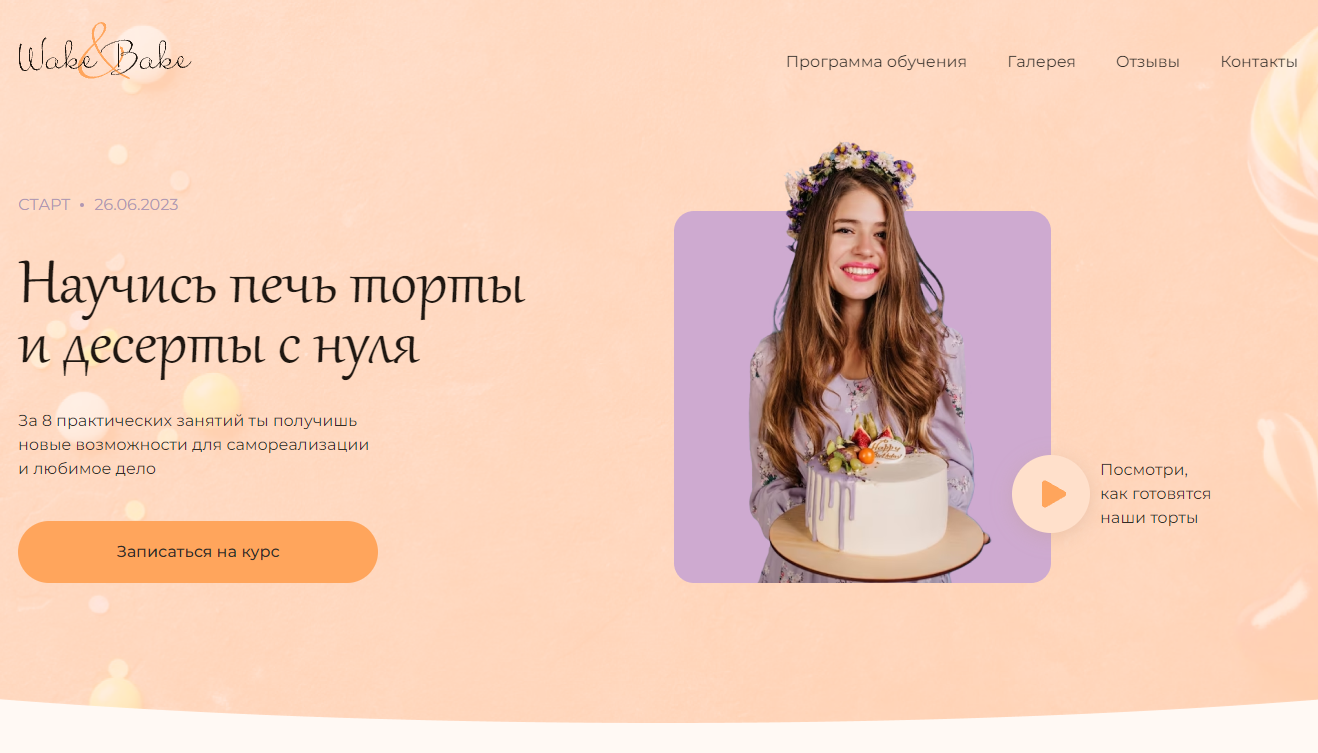 Wake & Bake
Программа обучения
Галерея
Отзывы
Контакты
СТАРТ • 26.06.2023
Научись печь торты
и десерты с нуля
За 8 практических занятий ты получишь
новые возможности для самореализации
и любимое дело
Записаться на курс
Посмотри,
как готовятся
наши торты